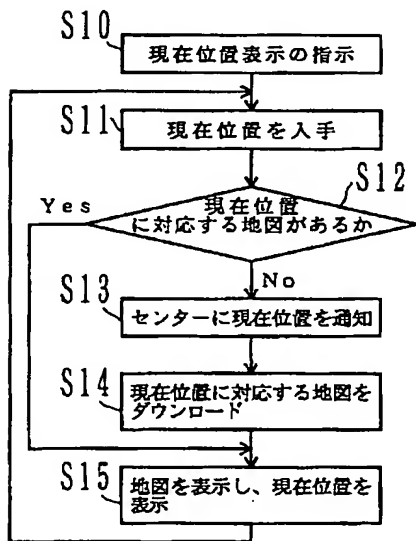 S10
現在位置表示の指示
S11
現在位置を入手
S12
Yes
現在位置
に対応する地図があるか
No
S13
センターに現在位置を通知
S14
現在位置に対応する地図を
ダウンロード
S15
地図を表示し、現在位置を
表示